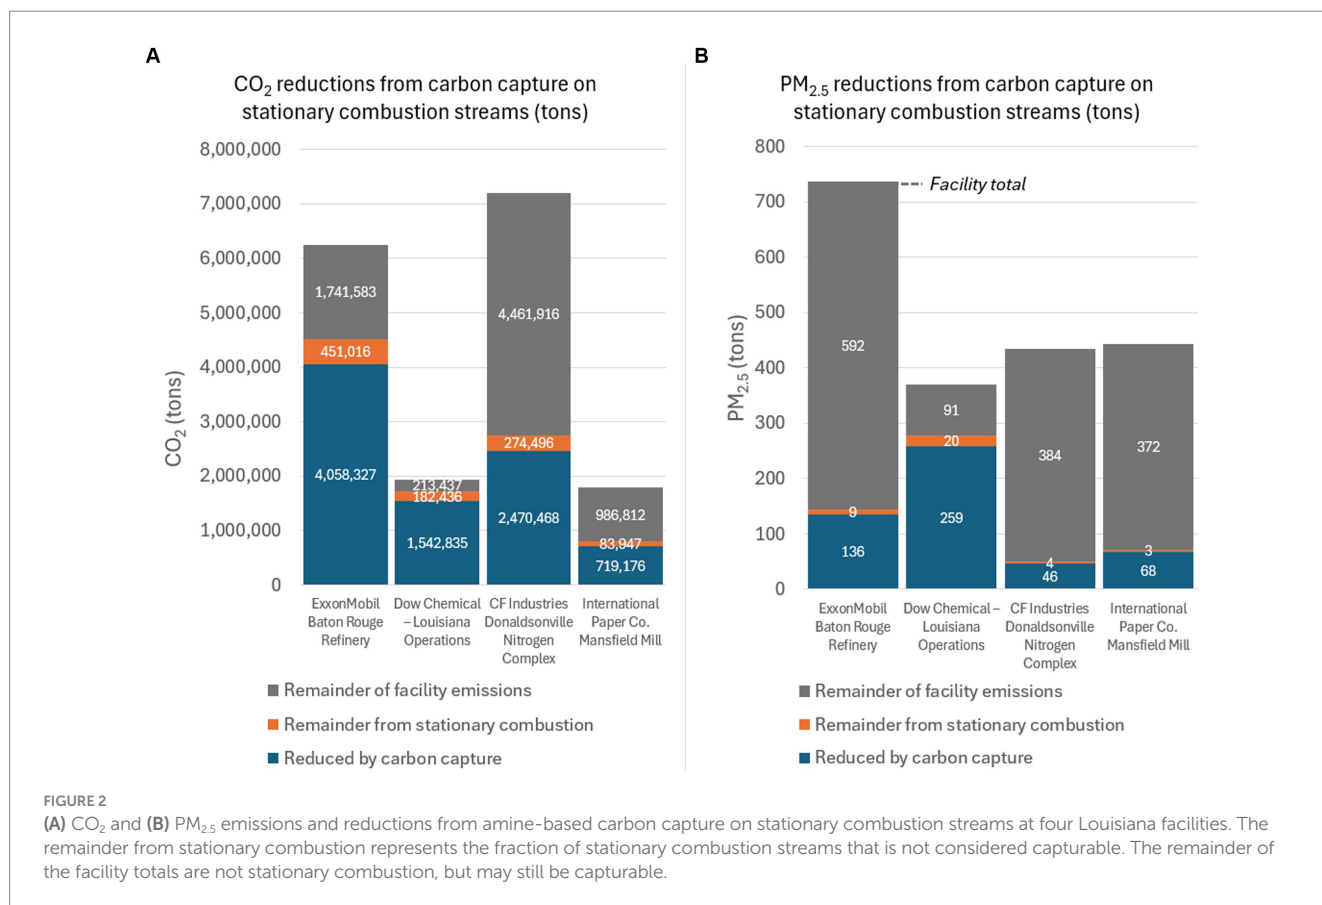 A
CO₂ reductions from carbon capture on
stationary combustion streams (tons)
8,000,000
7,000,000
6,000,000
5,000,000
4,000,000
3,000,000
2,000,000
1,000,000
0
CO₂ (tons)
1,741,583
451,016
4,058,327
213,437
182,436
1,542,835
4,461,916
274,496
2,470,468
986,812
83,947
719,176
ExxonMobil
Baton Rouge
Refinery
Dow Chemical
– Louisiana
Operations
CF Industries
Donaldsonville
Nitrogen
Complex
International
Paper Co.
Mansfield Mill
Remainder of facility emissions
Remainder from stationary combustion
Reduced by carbon capture
B
PM₂.₅ reductions from carbon capture on
stationary combustion streams (tons)
800
700
600
500
400
300
200
100
0
PM₂.₅ (tons)
Facility total
592
9
136
91
20
259
384
4
46
372
3
68
ExxonMobil
Baton Rouge
Refinery
Dow Chemical –
Louisiana
Operations
CF Industries
Donaldsonville
Nitrogen
Complex
International
Paper Co.
Mansfield Mill
Remainder of facility emissions
Remainder from stationary combustion
Reduced by carbon capture
FIGURE 2
(A) CO₂ and (B) PM₂.₅ emissions and reductions from amine-based carbon capture on stationary combustion streams at four Louisiana facilities. The
remainder from stationary combustion represents the fraction of stationary combustion streams that is not considered capturable. The remainder of
the facility totals are not stationary combustion, but may still be capturable.